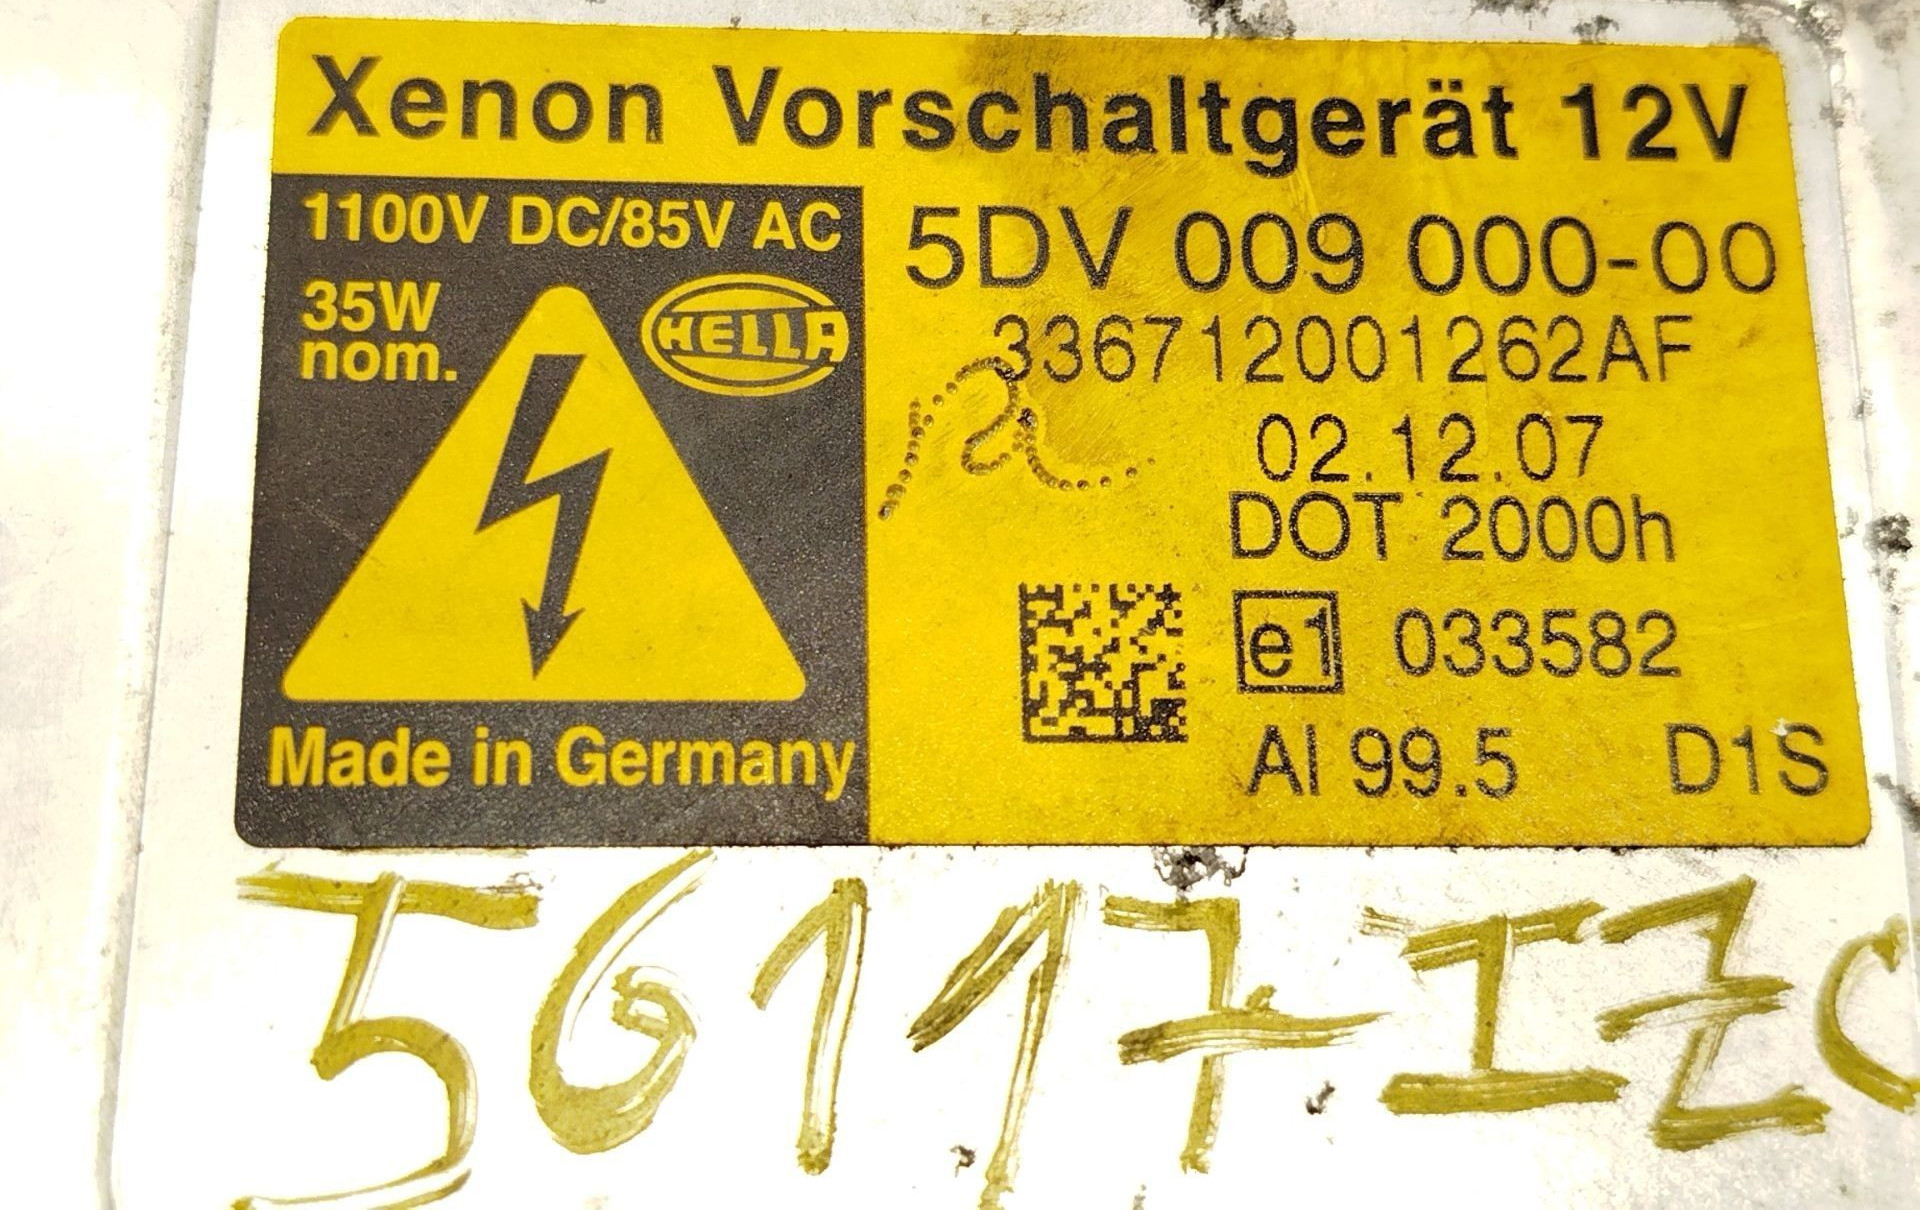 Xenon Vorschaltgerät 12V
1100V DC/85V AC
35W
nom.
HELLA
Made in Germany
5DV 009 000-00
336712001262AF
02.12.07
DOT 2000h
e1 033582
Al 99.5 D1S
56117-IZ